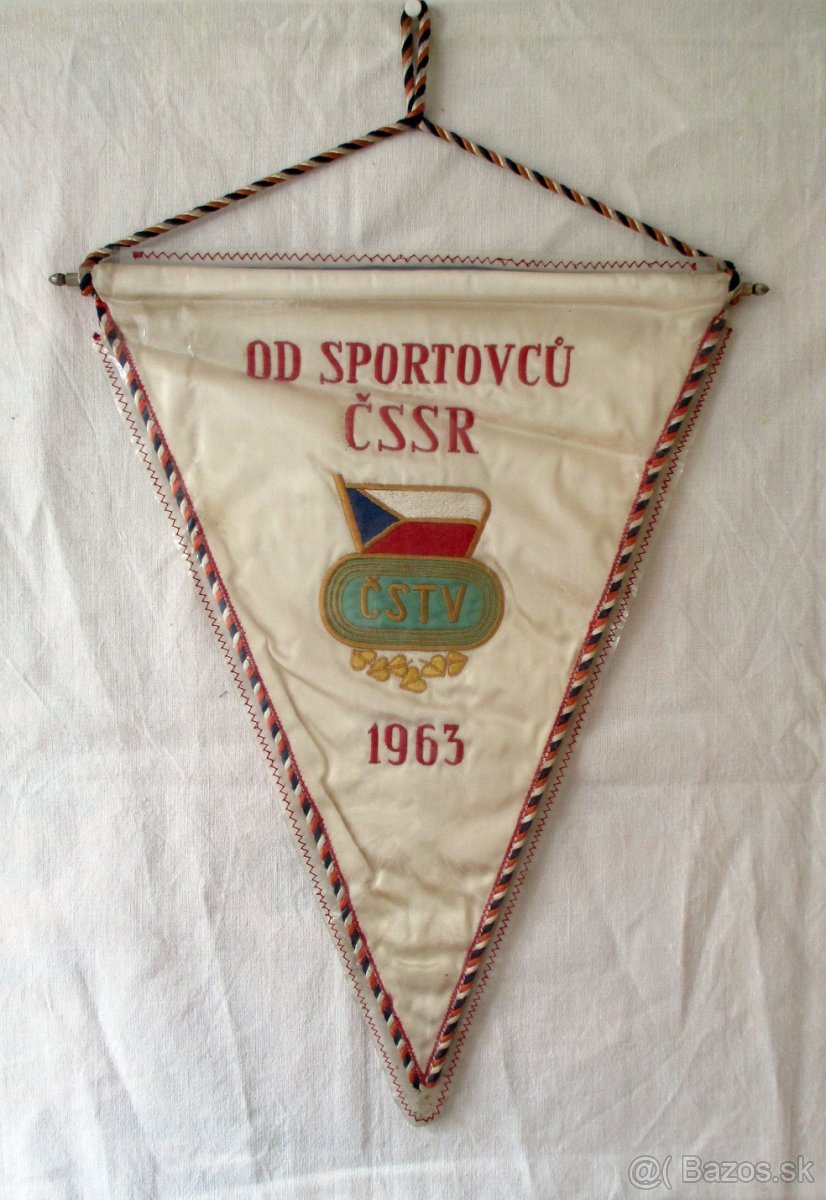 OD SPORTOVCŮ
ČSSR
ČSTV
1963
@( Bazos.sk